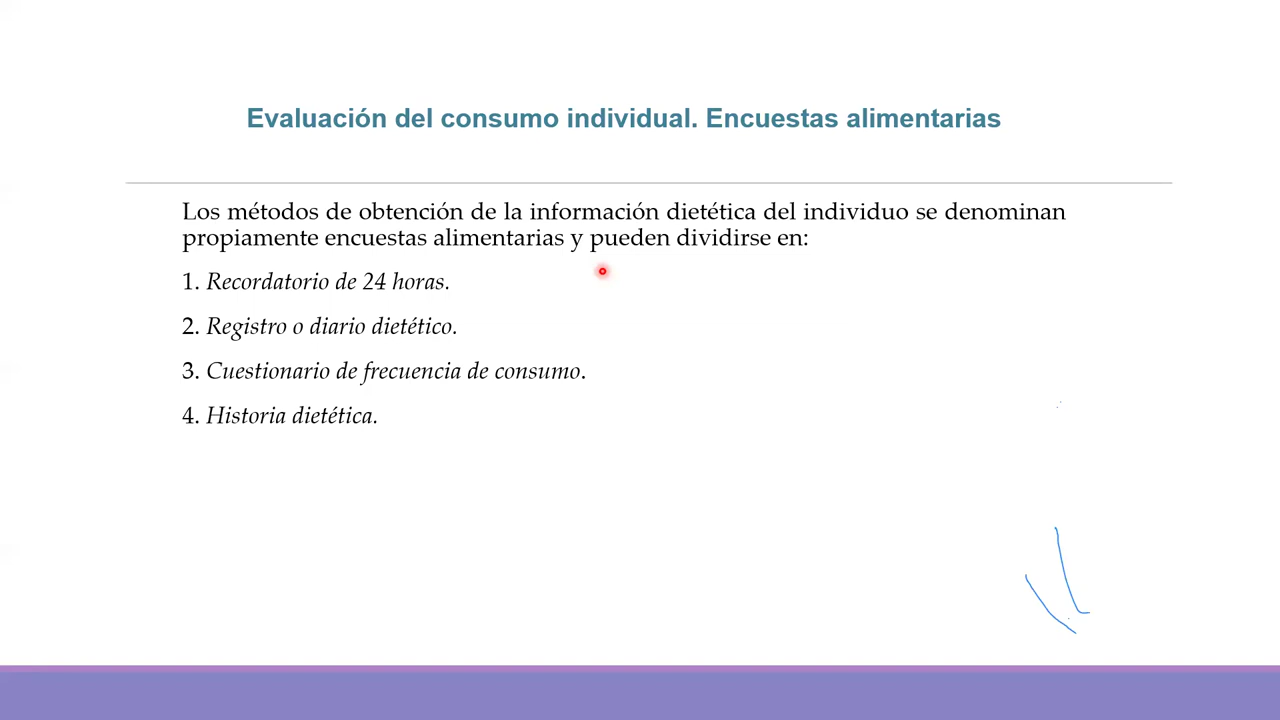 Evaluación del consumo individual. Encuestas alimentarias
Los métodos de obtención de la información dietética del individuo se denominan
propiamente encuestas alimentarias y pueden dividirse en:
1. Recordatorio de 24 horas.
2. Registro o diario dietético.
3. Cuestionario de frecuencia de consumo.
4. Historia dietética.